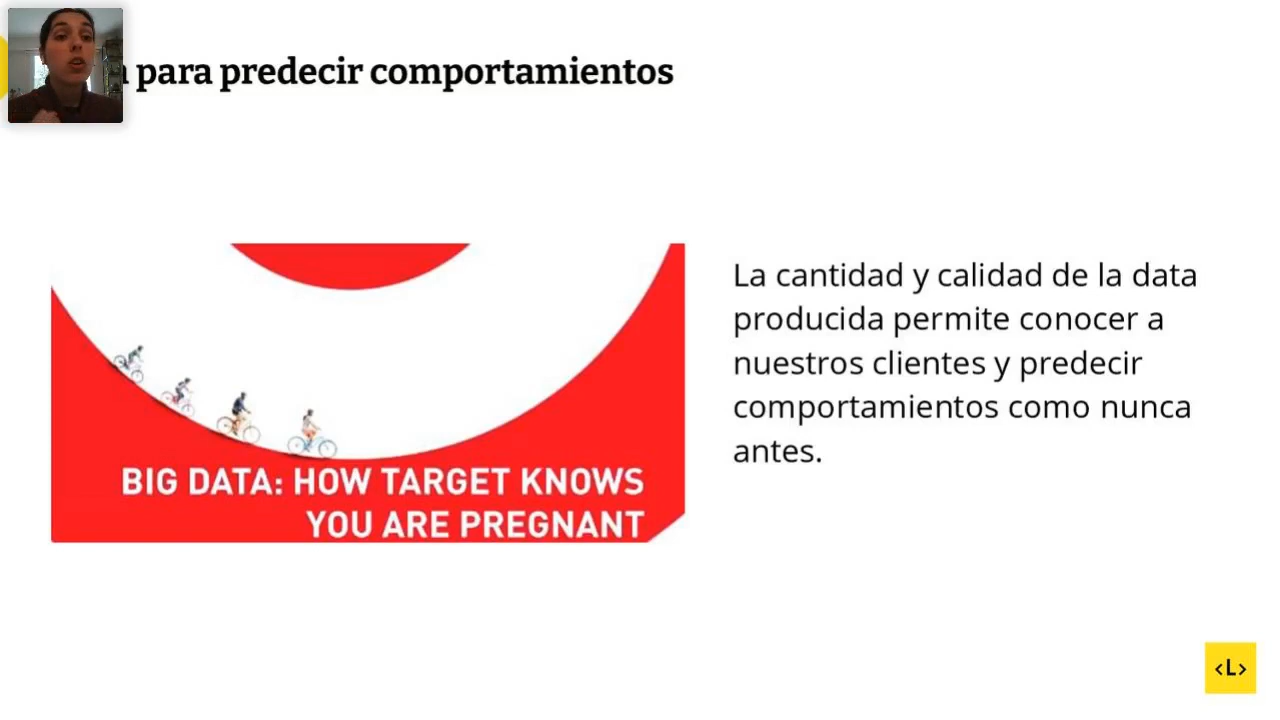 para predecir comportamientos
La cantidad y calidad de la data
producida permite conocer a
nuestros clientes y predecir
comportamientos como nunca
antes.
BIG DATA: HOW TARGET KNOWS
YOU ARE PREGNANT
<L>